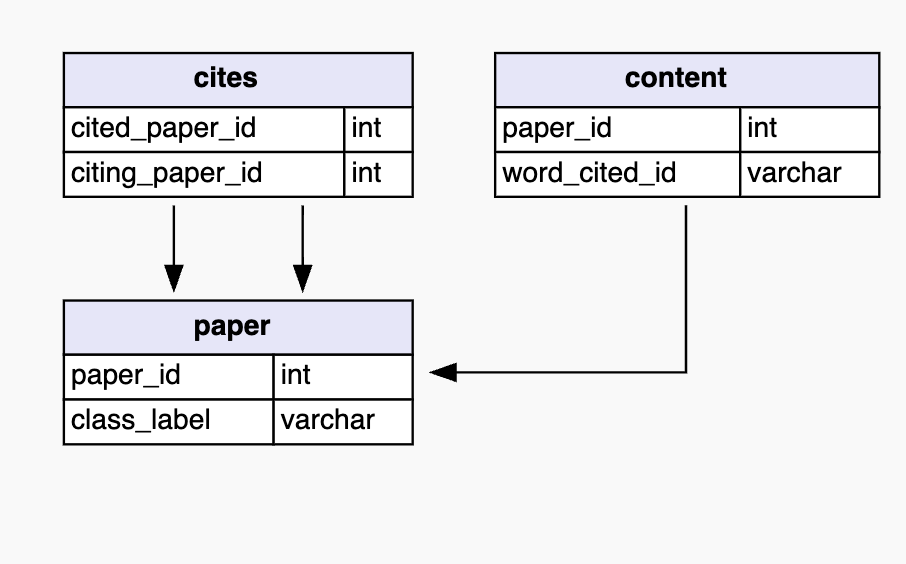 cites
cited_paper_id int
citing_paper_id int
content
paper_id int
word_cited_id varchar
paper
paper_id int
class_label varchar